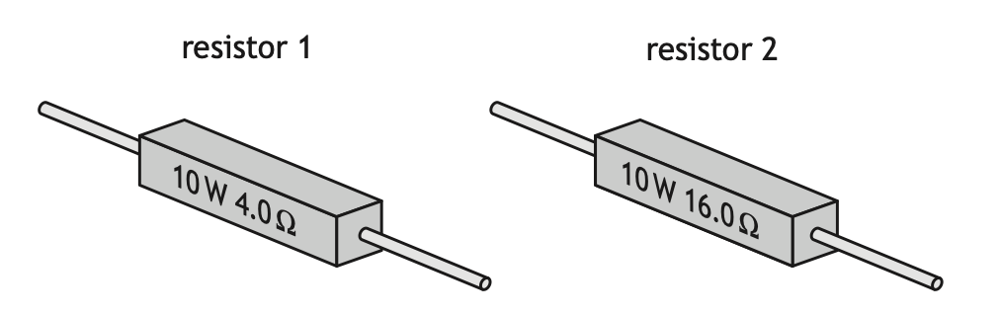 resistor 1
resistor 2
10 W 4.0 Ω
10 W 16.0 Ω